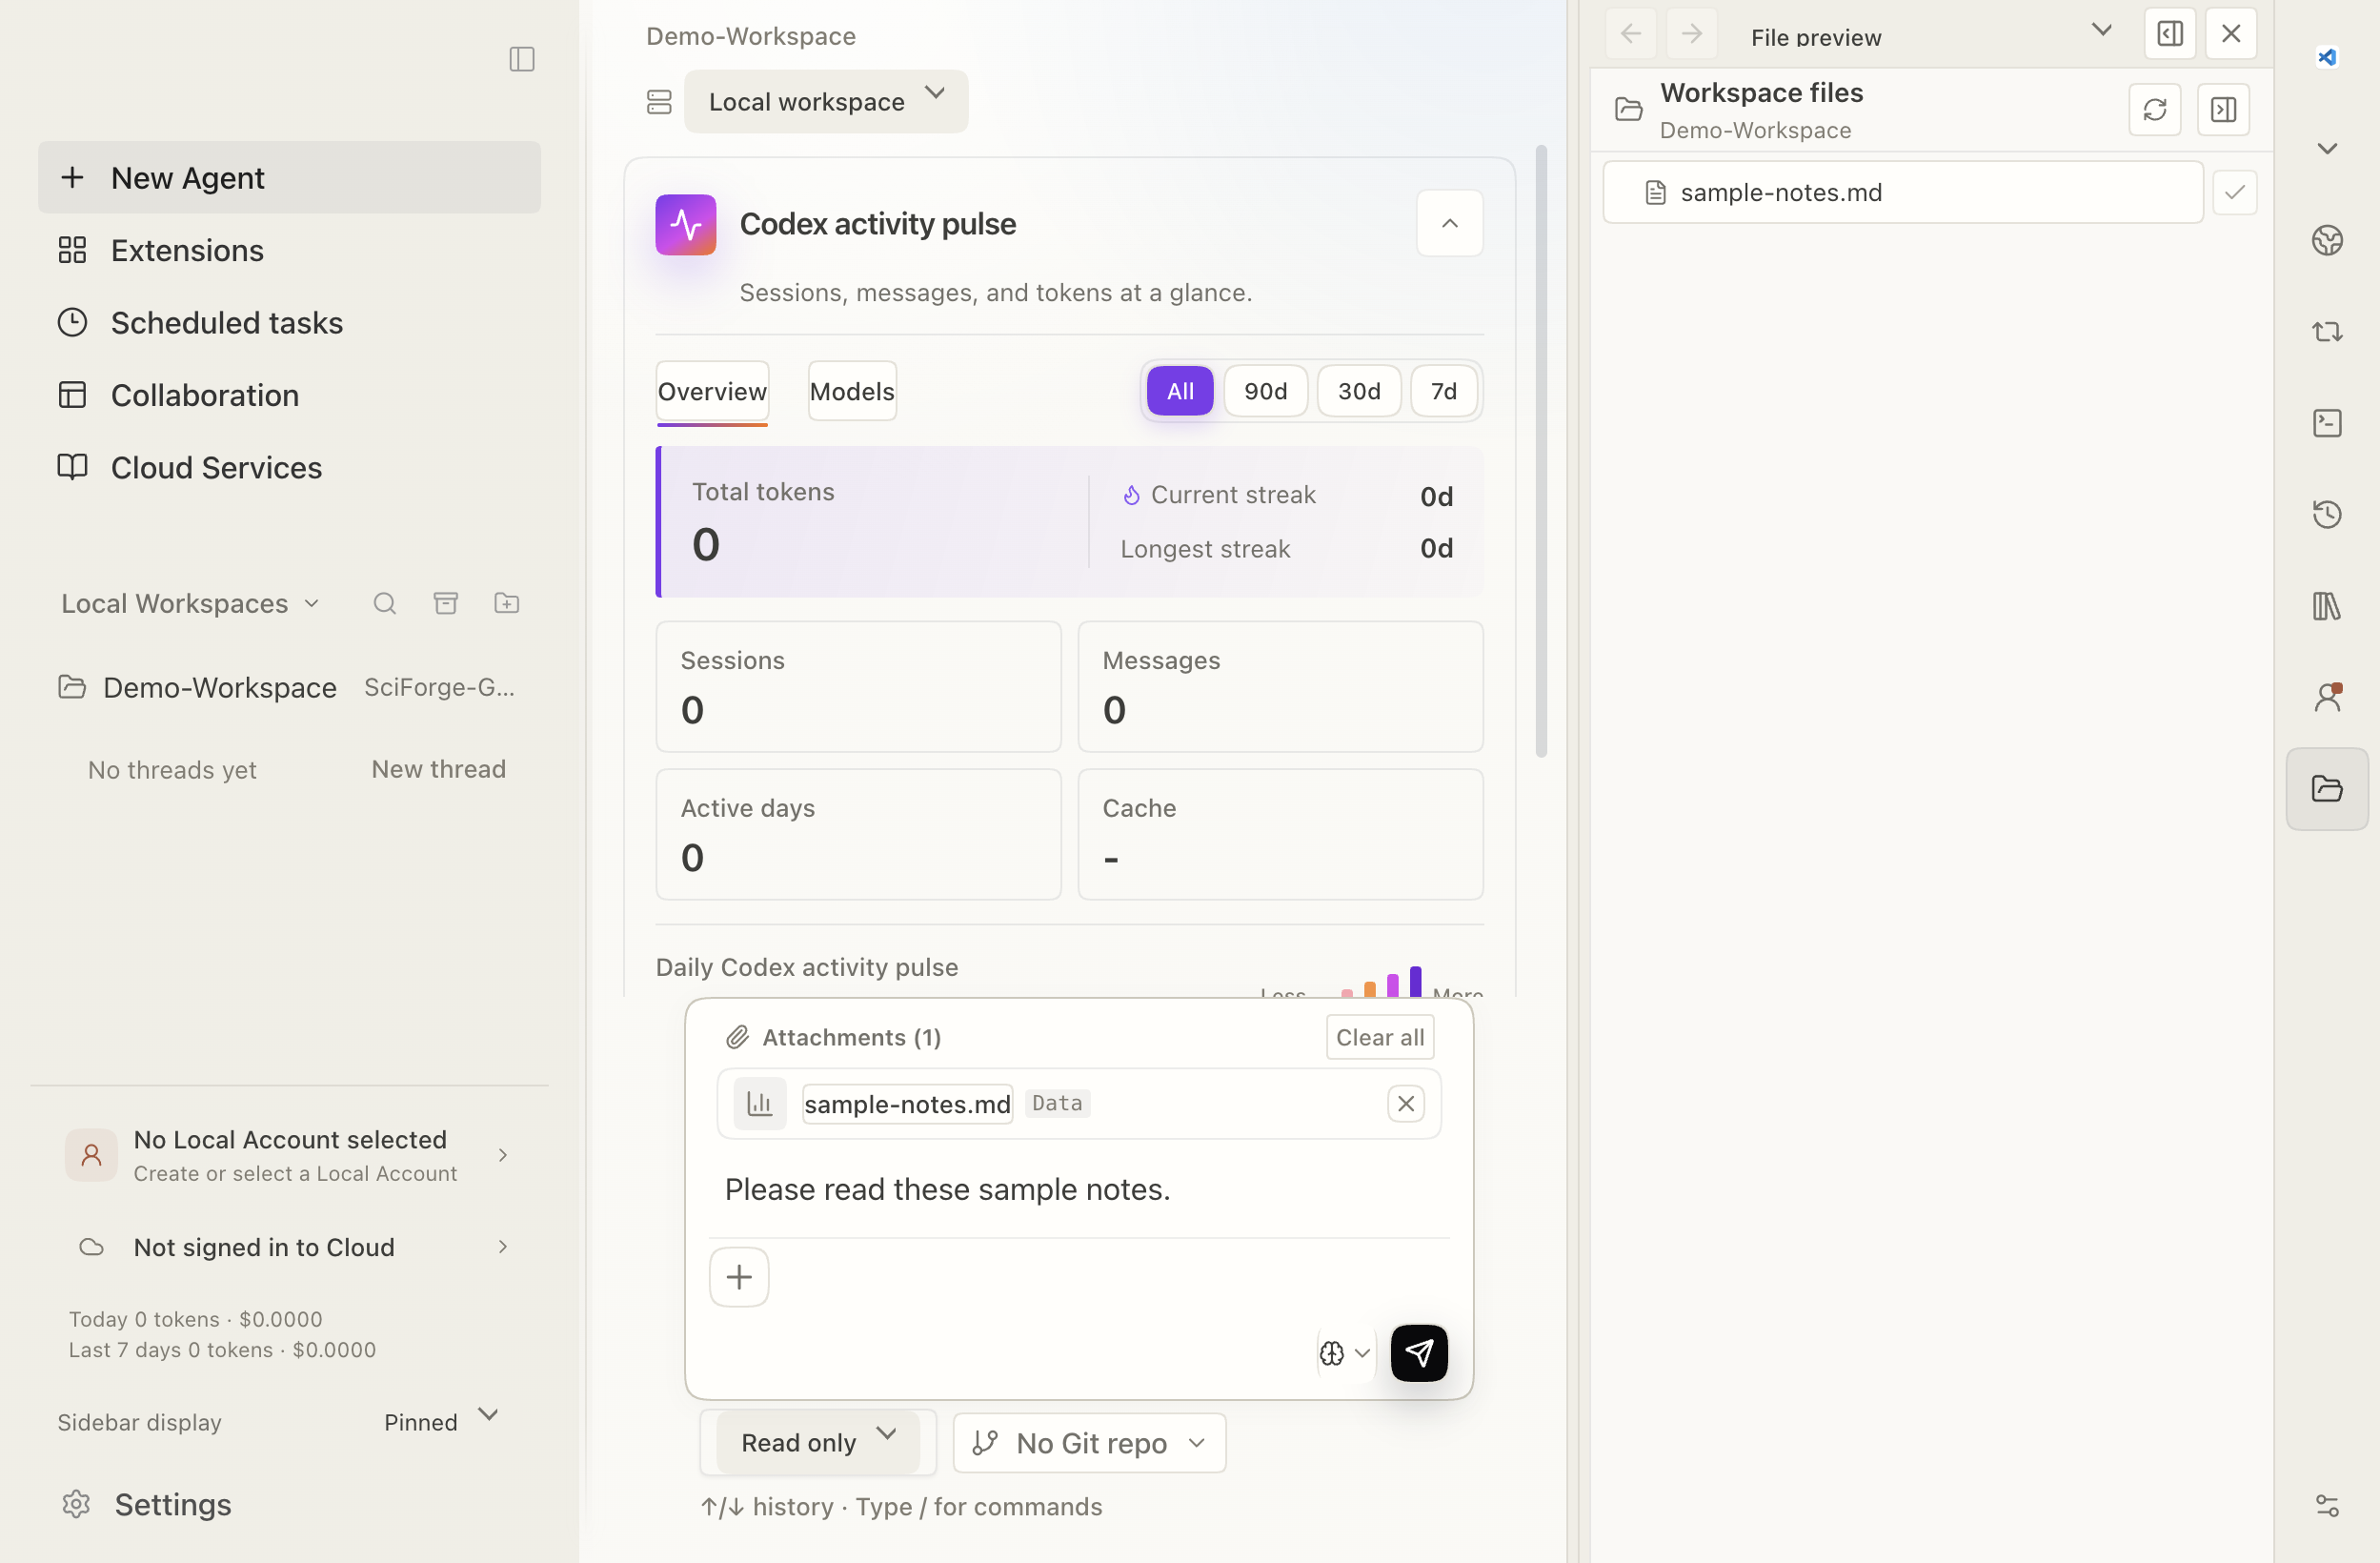 New Agent
Extensions
Scheduled tasks
Collaboration
Cloud Services
Local Workspaces
Demo-Workspace SciForge-G...
No threads yet New thread
No Local Account selected
Create or select a Local Account
Not signed in to Cloud
Today 0 tokens · $0.0000
Last 7 days 0 tokens · $0.0000
Sidebar display Pinned
Settings
Demo-Workspace
Local workspace
Codex activity pulse
Sessions, messages, and tokens at a glance.
Overview Models All 90d 30d 7d
Total tokens
0
Current streak 0d
Longest streak 0d
Sessions
0
Messages
0
Active days
0
Cache
-
Daily Codex activity pulse
Less More
Attachments (1) Clear all
sample-notes.md Data
Please read these sample notes.
Read only No Git repo
↑/↓ history · Type / for commands
File preview
Workspace files
Demo-Workspace
sample-notes.md